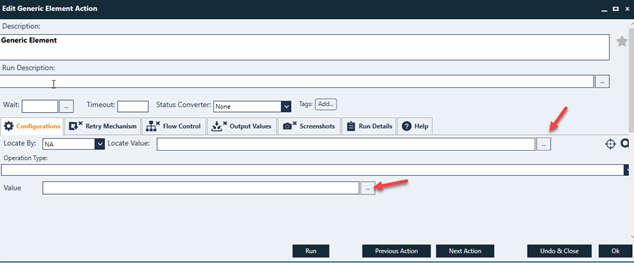 Edit Generic Element Action
Description:
Generic Element
Run Description:
...
Wait: ... Timeout: Status Converter: None Tags: Add...
Configurations Retry Mechanism Flow Control Output Values Screenshots Run Details Help
Locate By: NA Locate Value: ...
Operation Type:
Value ...
Run Previous Action Next Action Undo & Close Ok